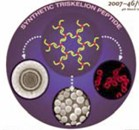 2007–46/
SYNTHETIC TRISKELION PEPTIDE